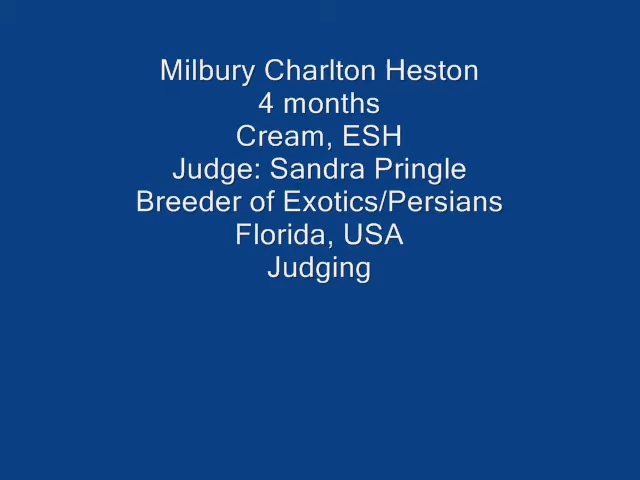 Milbury Charlton Heston
4 months
Cream, ESH
Judge: Sandra Pringle
Breeder of Exotics/Persians
Florida, USA
Judging